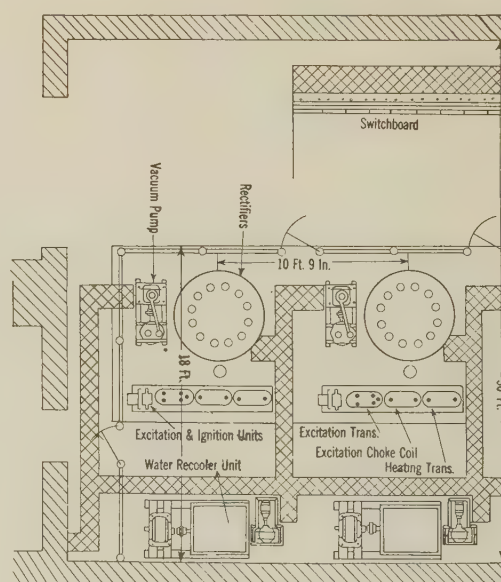 Switchboard
Vacuum Pump
Rectifiers
10 Ft. 9 In.
18 Ft.
Excitation & Ignition Units
Water Recooler Unit
Excitation Trans.
Excitation Choke Coil
Heating Trans.
Ft.